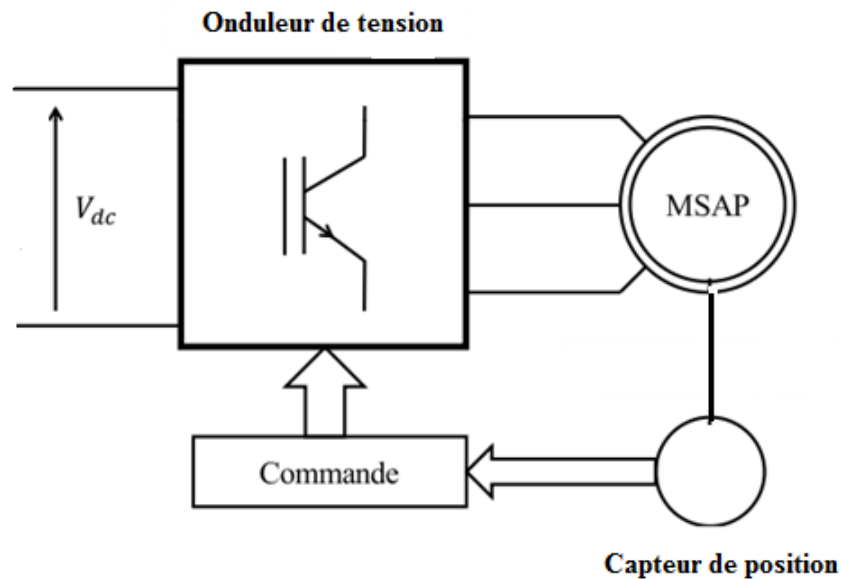 Onduleur de tension
V_dc
MSAP
Commande
Capteur de position